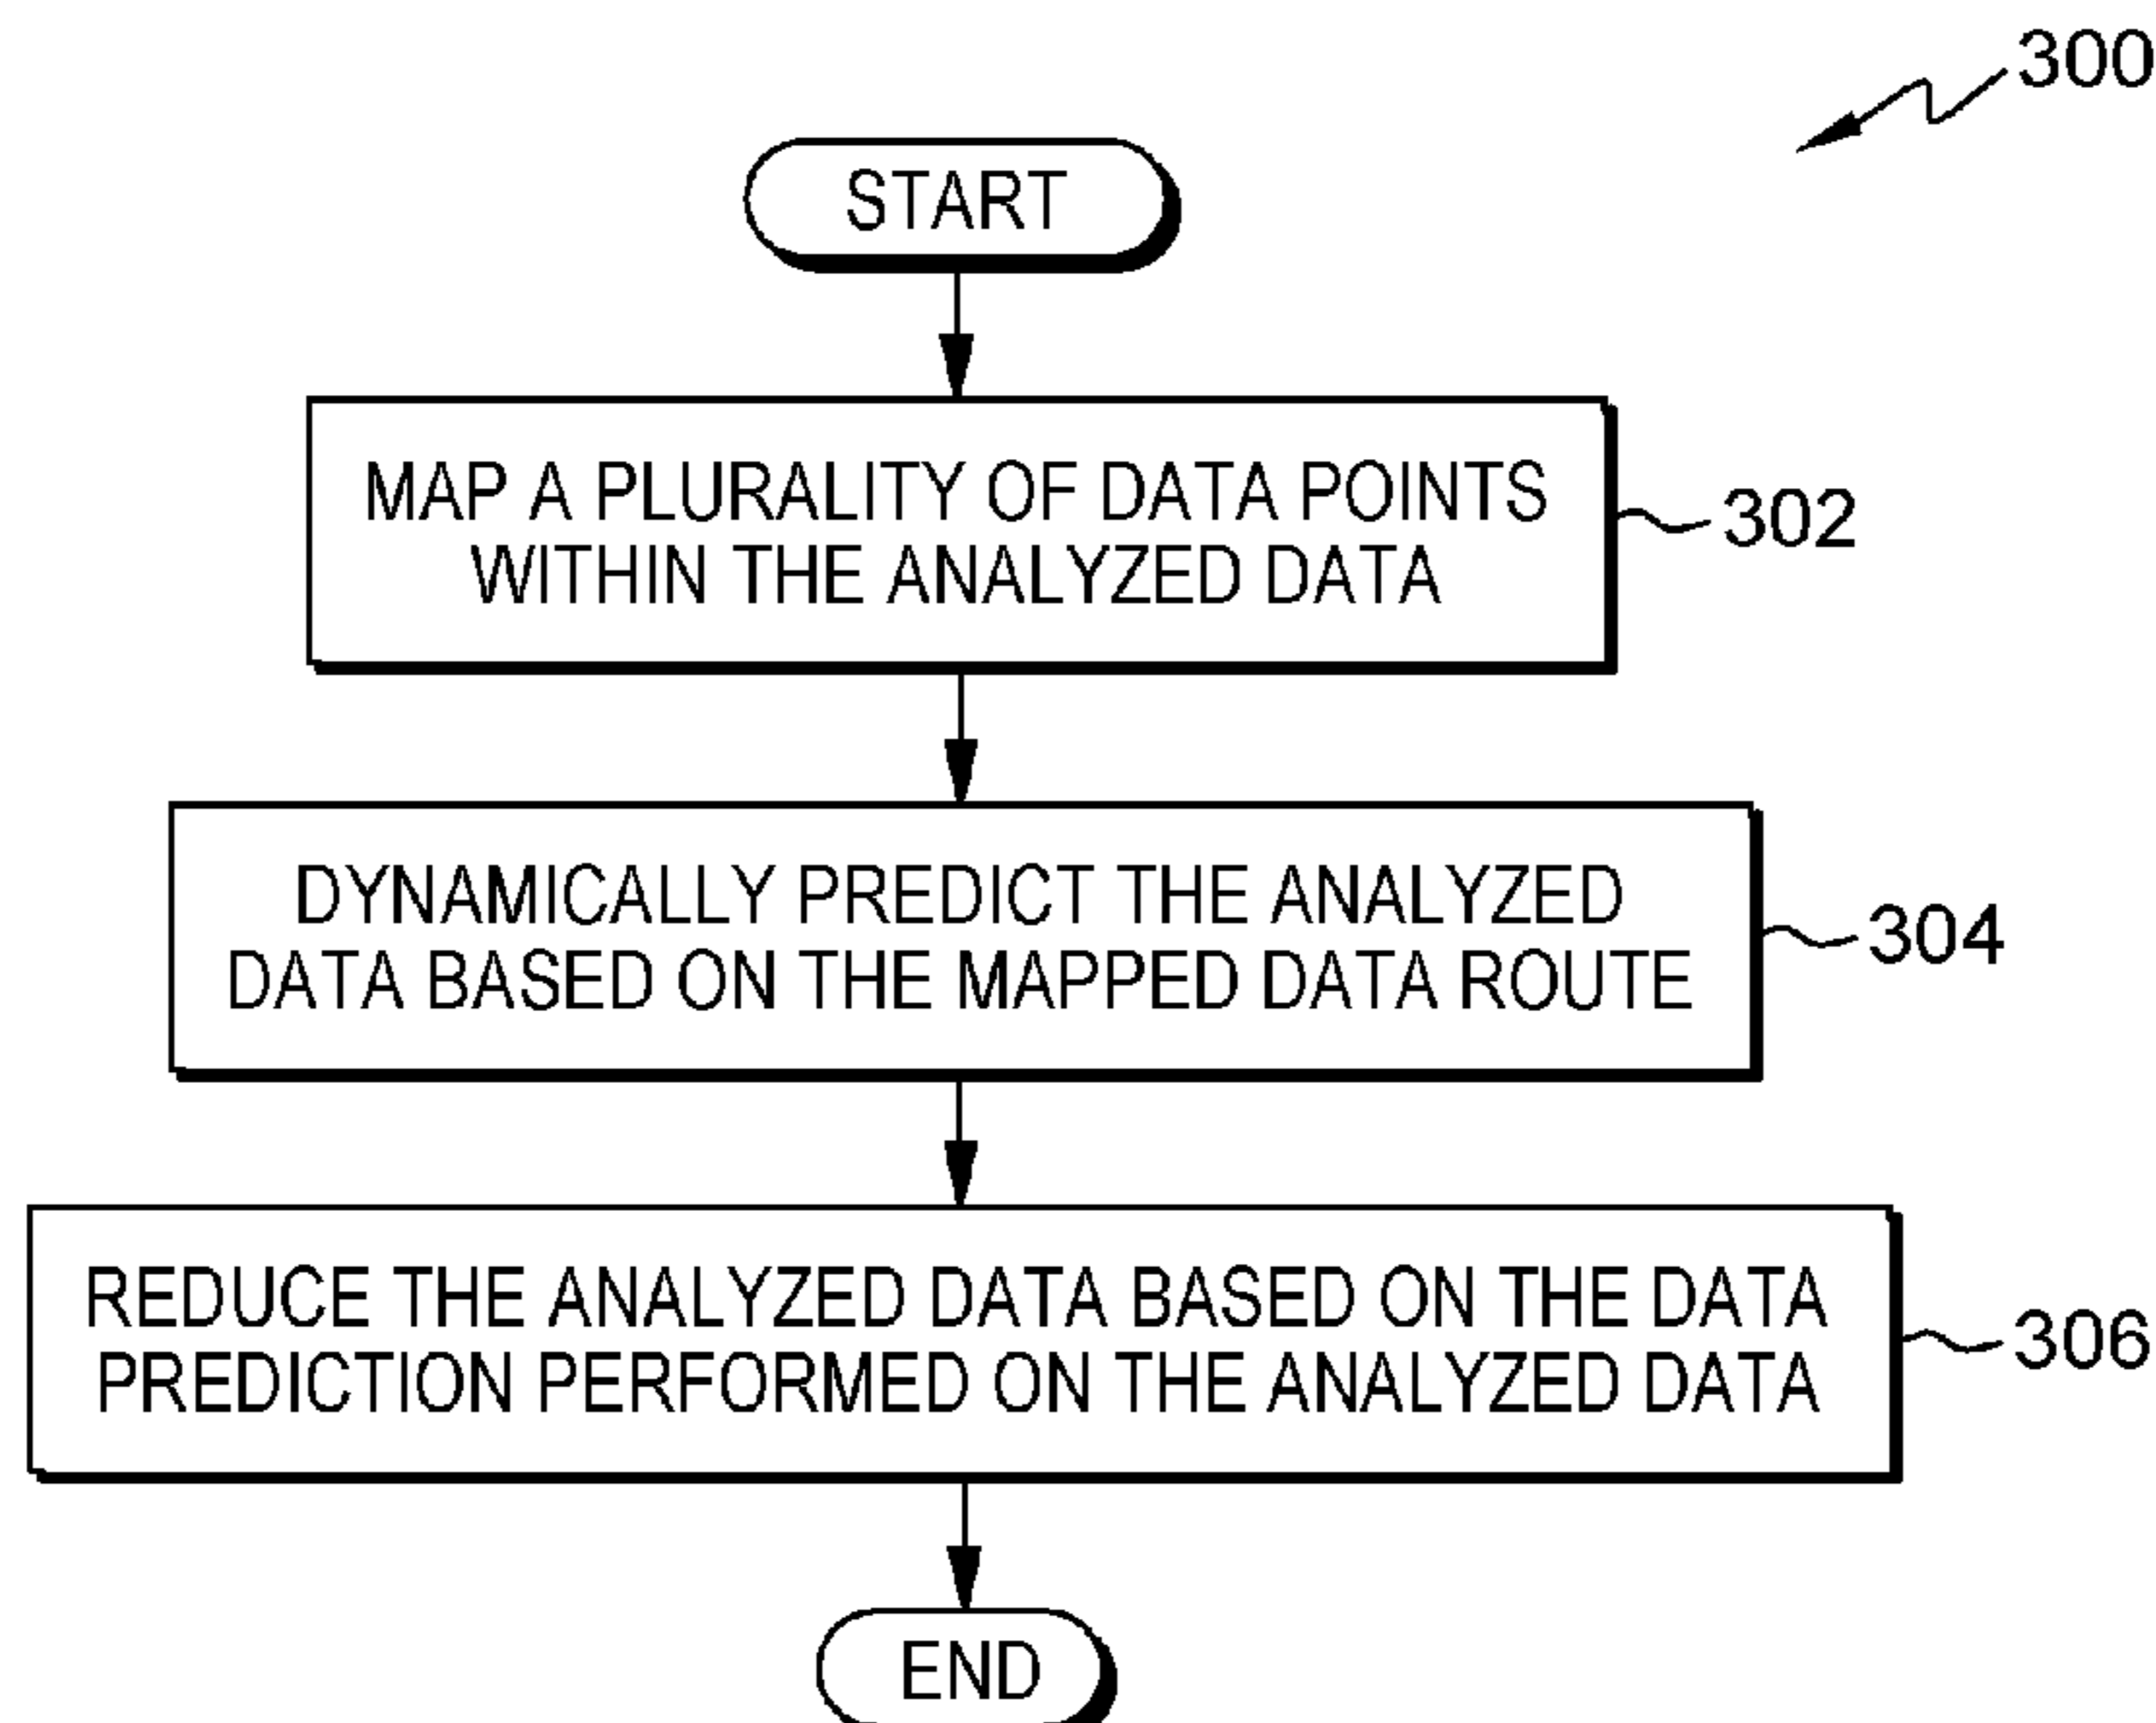 300
START
MAP A PLURALITY OF DATA POINTS
WITHIN THE ANALYZED DATA
302
DYNAMICALLY PREDICT THE ANALYZED
DATA BASED ON THE MAPPED DATA ROUTE
304
REDUCE THE ANALYZED DATA BASED ON THE DATA
PREDICTION PERFORMED ON THE ANALYZED DATA
306
END